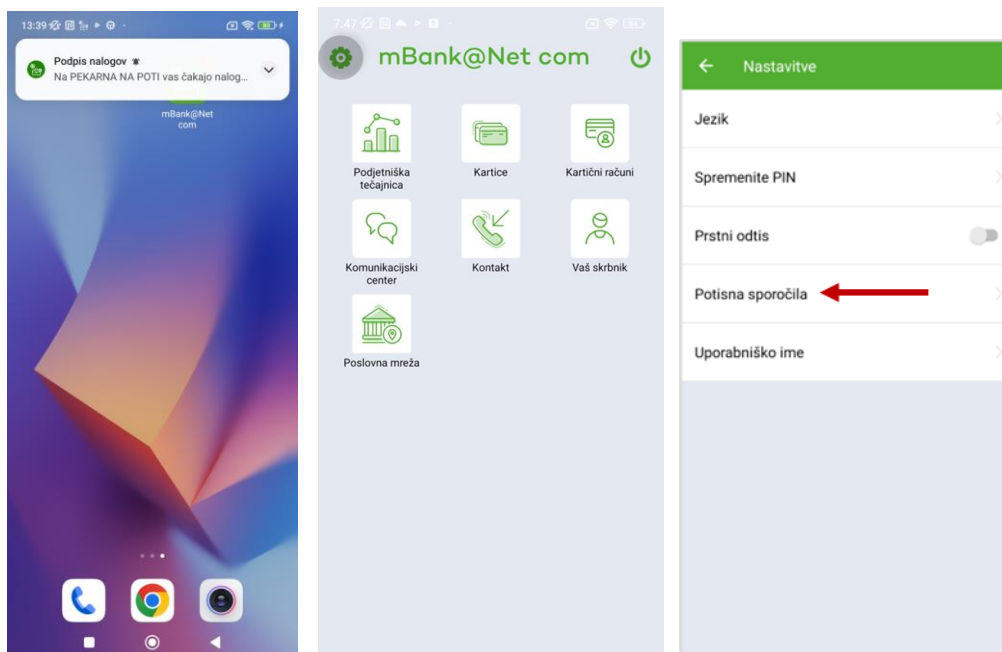 13:39
Podpis nalogov
Na PEKARNA NA POTI vas čakajo nalog...
mBank@Net
com
7:47
mBank@Net com
Podjetniška
tečajnica
Kartice
Kartični računi
Komunikacijski
center
Kontakt
Vaš skrbnik
Poslovna mreža
Nastavitve
Jezik
Spremenite PIN
Prstni odtis
Potisna sporočila
Uporabniško ime